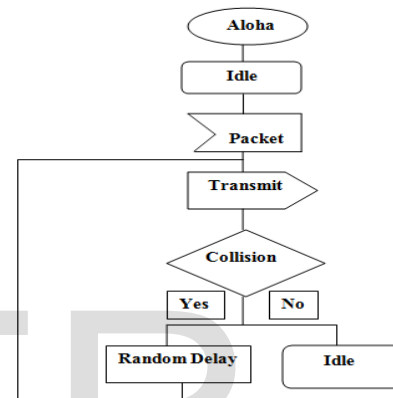 Aloha
Idle
Packet
Transmit
Collision
Yes No
Random Delay Idle